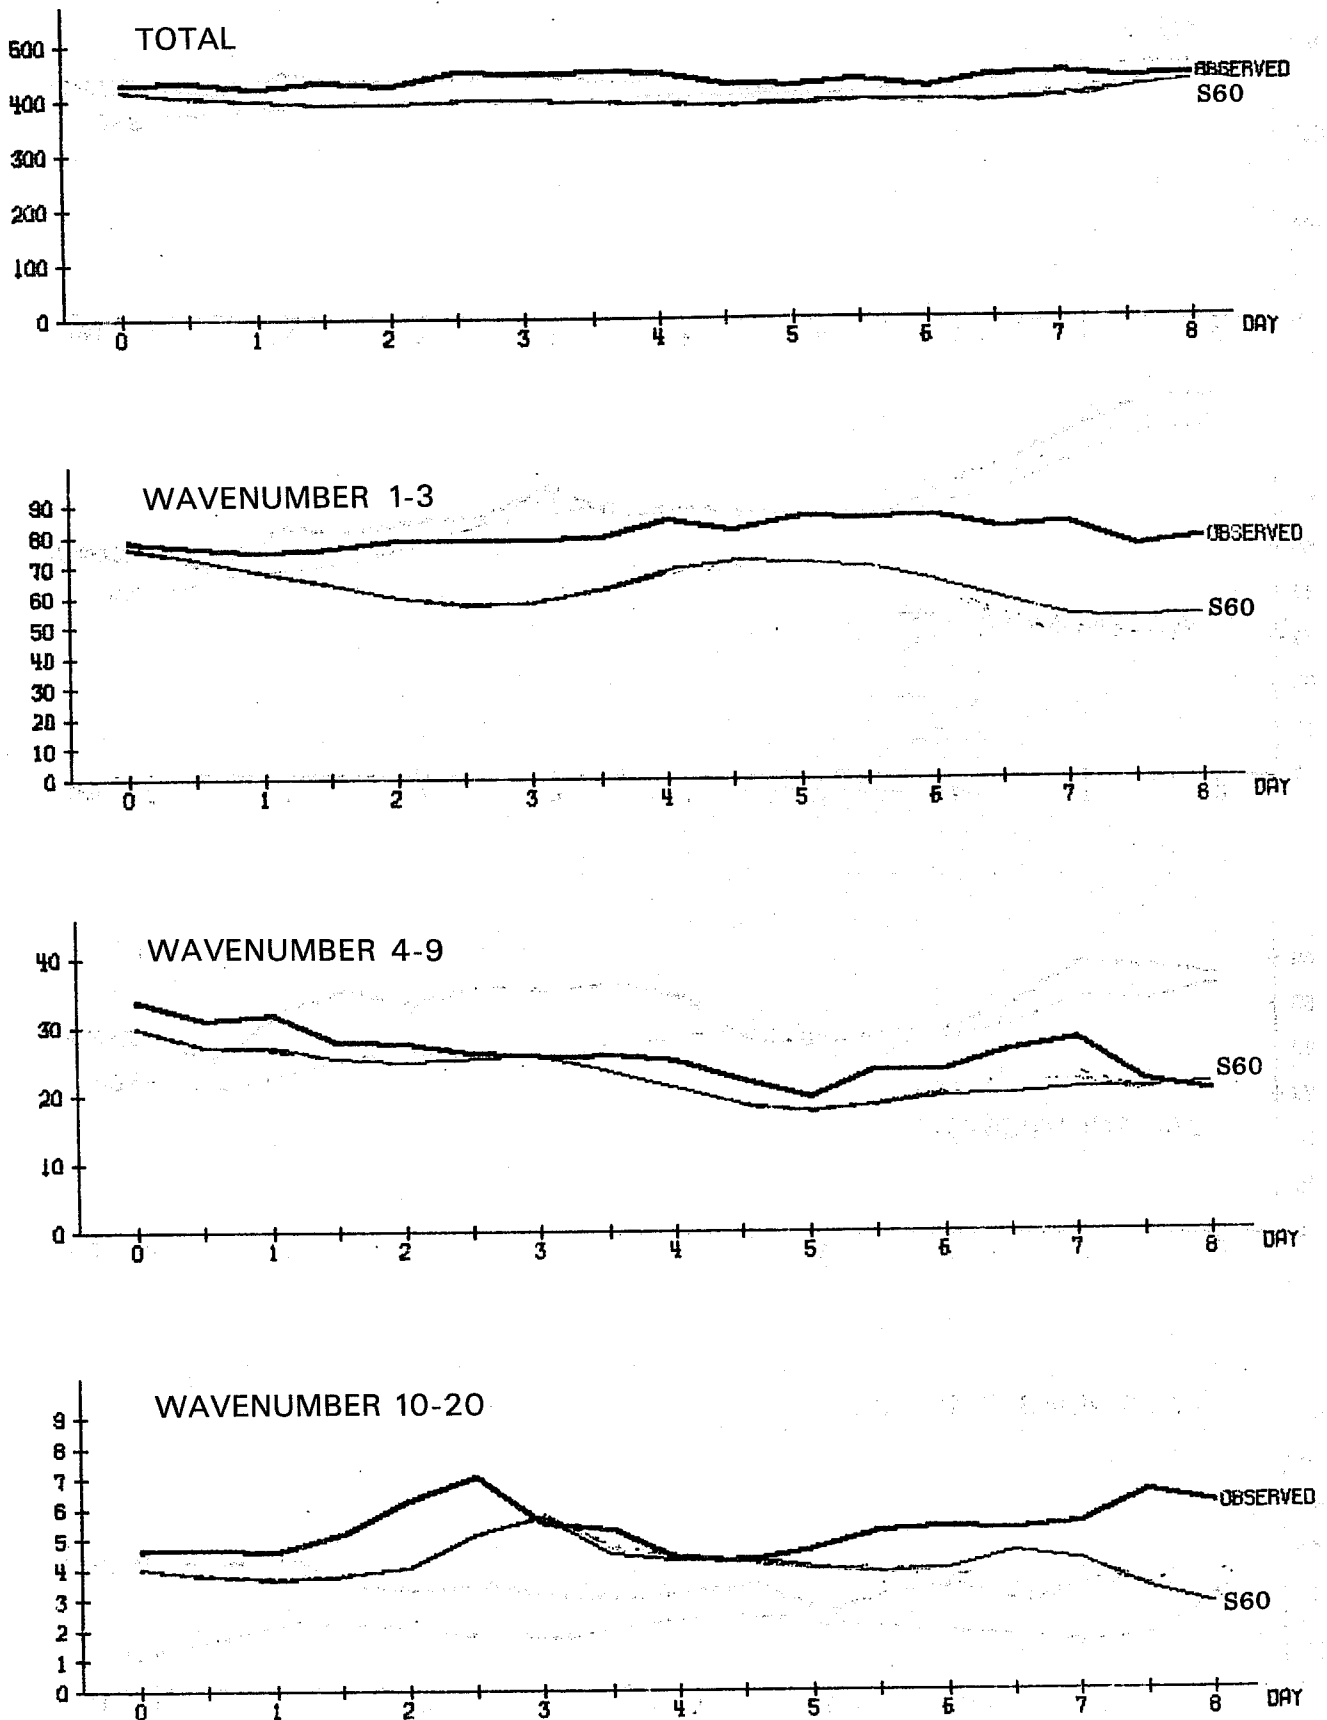 TOTAL
500
400
300
200
100
0
OBSERVED
S60
0 1 2 3 4 5 6 7 8 DAY
WAVENUMBER 1-3
90
80
70
60
50
40
30
20
10
0
OBSERVED
S60
0 1 2 3 4 5 6 7 8 DAY
WAVENUMBER 4-9
40
30
20
10
0
S60
0 1 2 3 4 5 6 7 8 DAY
WAVENUMBER 10-20
9
8
7
6
5
4
3
2
1
0
OBSERVED
S60
0 1 2 3 4 5 6 7 8 DAY